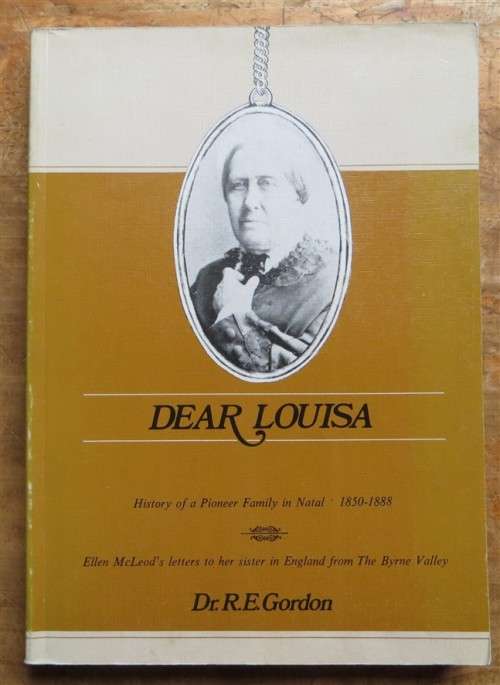 DEAR LOUISA
History of a Pioneer Family in Natal · 1850-1888
Ellen McLeod's letters to her sister in England from The Byrne Valley
Dr. R.E. Gordon